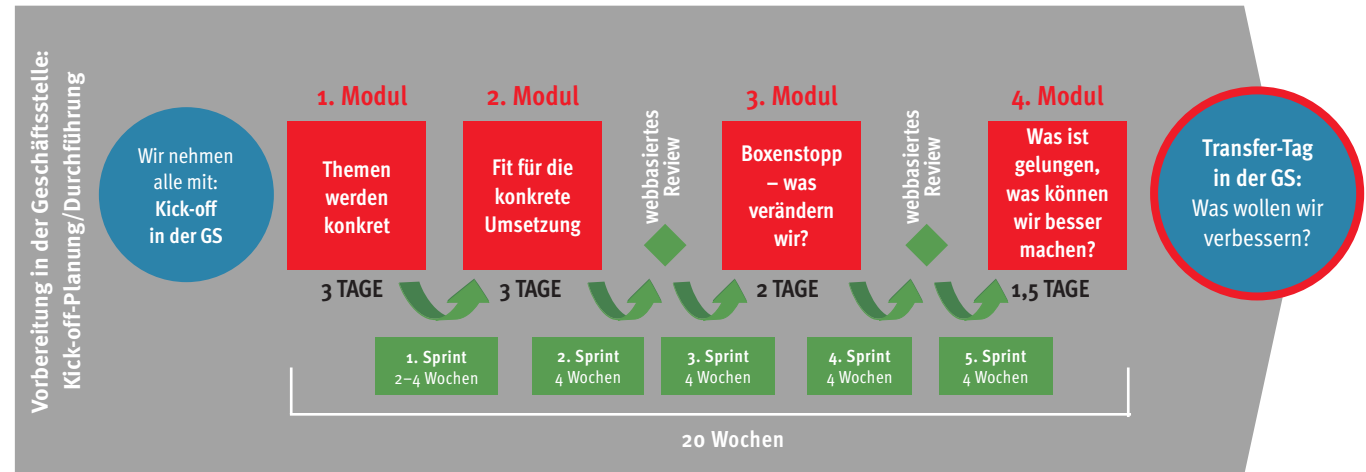 Vorbereitung in der Geschäftsstelle:
Kick-off-Planung/Durchführung
Wir nehmen
alle mit:
Kick-off
in der GS
1. Modul
Themen
werden
konkret
3 TAGE
2. Modul
Fit für die
konkrete
Umsetzung
3 TAGE
webbasiertes
Review
3. Modul
Boxenstopp
– was
verändern
wir?
2 TAGE
webbasiertes
Review
4. Modul
Was ist
gelungen,
was können
wir besser
machen?
1,5 TAGE
Transfer-Tag
in der GS:
Was wollen wir
verbessern?
1. Sprint
2–4 Wochen
2. Sprint
4 Wochen
3. Sprint
4 Wochen
4. Sprint
4 Wochen
5. Sprint
4 Wochen
20 Wochen